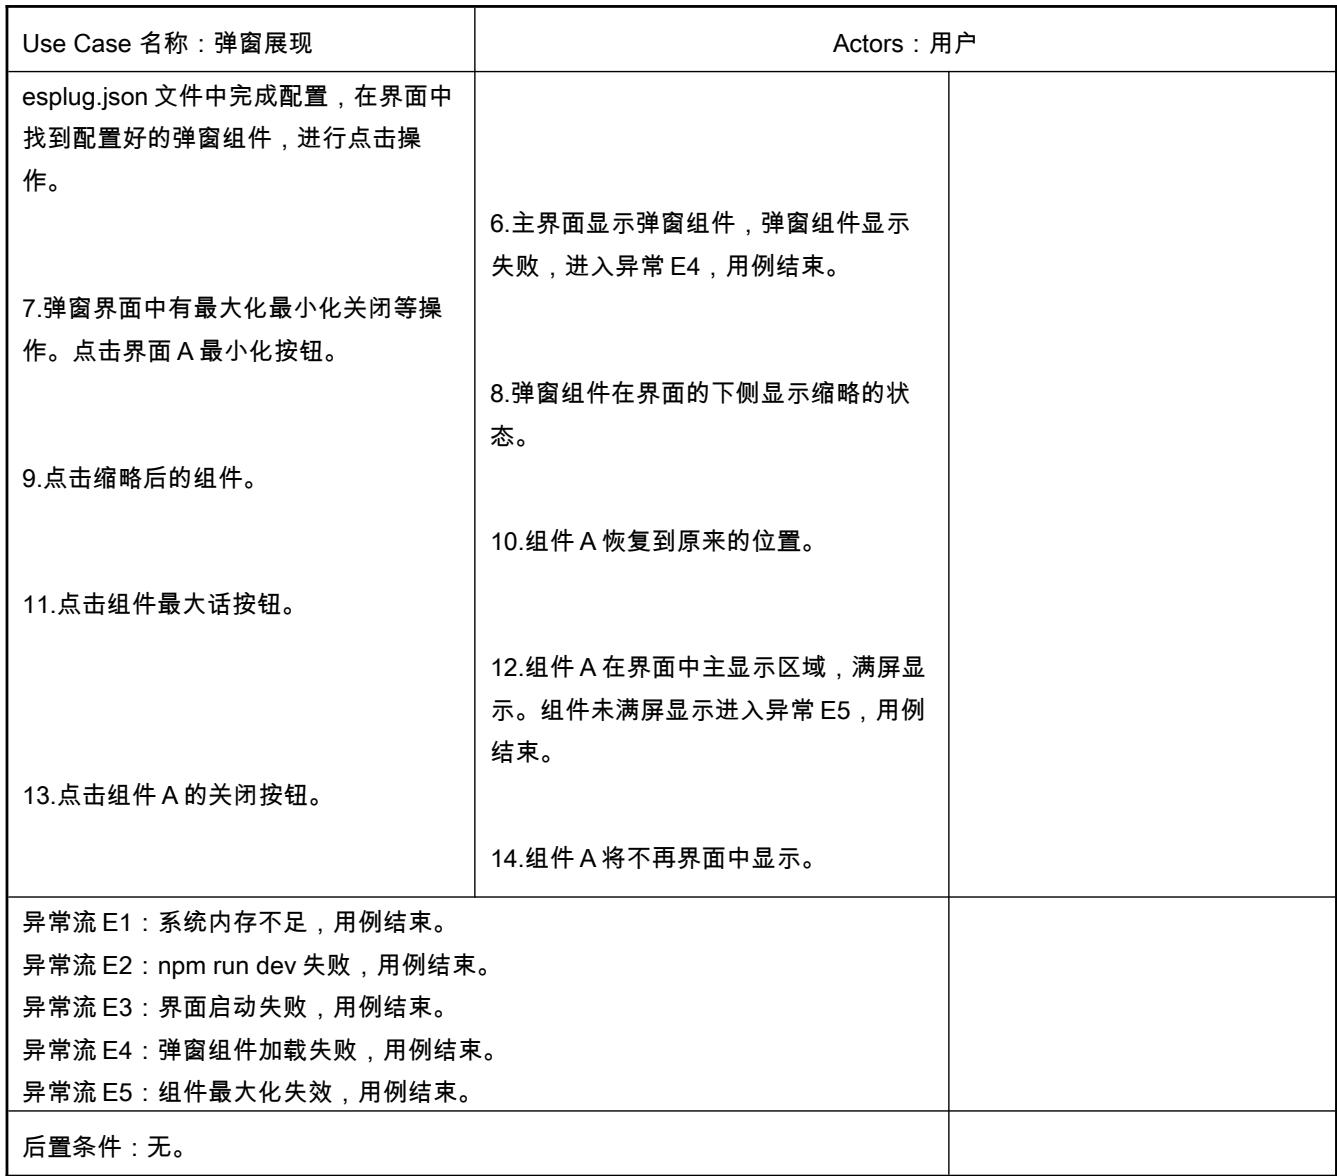 Use Case 名称：弹窗展现
Actors：用户
esplug.json 文件中完成配置，在界面中
找到配置好的弹窗组件，进行点击操
作。
6.主界面显示弹窗组件，弹窗组件显示
失败，进入异常 E4，用例结束。
7.弹窗界面中有最大化最小化关闭等操
作。点击界面 A 最小化按钮。
8.弹窗组件在界面的下侧显示缩略的状
态。
9.点击缩略后的组件。
10.组件 A 恢复到原来的位置。
11.点击组件最大话按钮。
12.组件 A 在界面中主显示区域，满屏显
示。组件未满屏显示进入异常 E5，用例
结束。
13.点击组件 A 的关闭按钮。
14.组件 A 将不再界面中显示。
异常流 E1：系统内存不足，用例结束。
异常流 E2：npm run dev 失败，用例结束。
异常流 E3：界面启动失败，用例结束。
异常流 E4：弹窗组件加载失败，用例结束。
异常流 E5：组件最大化失效，用例结束。
后置条件：无。